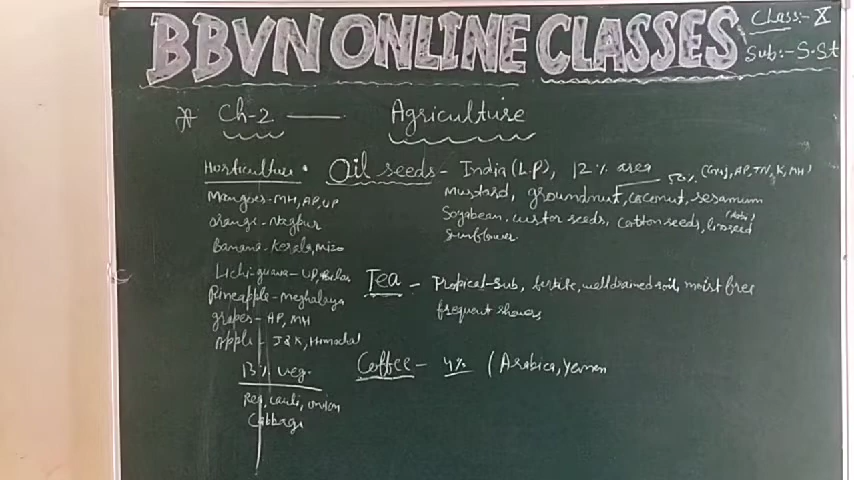 BBVN ONLINE CLASSES
Class:- X
Sub:- S.St
Ch-2 —— Agriculture
Horticulture
Mangoes - MH, AP, UP
Orange - Nagpur
Banana - Kerala, Mizo
Lichi-guava - UP, Bihar
Pineapple - Meghalaya
grapes - AP, MH
Apple - J & K, Himachal
13% veg.
Pea, cauli, onion
Cabbage
Oil seeds - India (L.P), 12% area
50% (Guj, AP, TN, K, MH)
Mustard, groundnut, coconut, sesamum
Soyabean, castor seeds, cotton seeds, linseed
Sunflower.
Tea - Tropical-Sub, fertile, well drained soil, moist free
frequent showers
Coffee - 4% (Arabica, Yemen